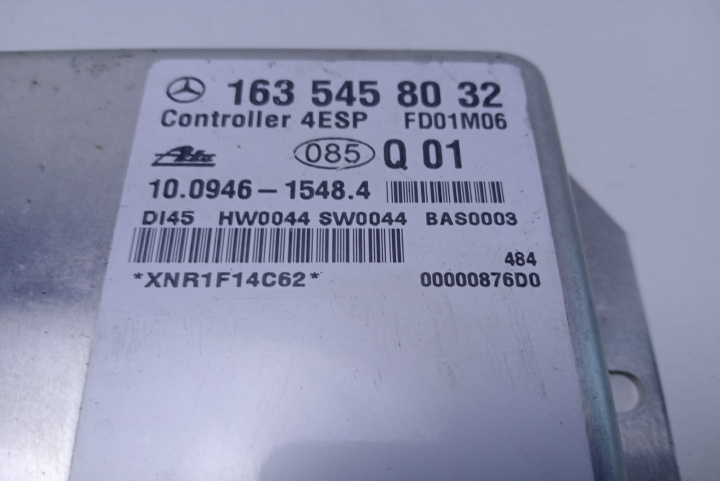 163 545 80 32
Controller 4ESP FD01M06
Ate 085 Q 01
10.0946-1548.4
DI45 HW0044 SW0044 BAS0003
484
*XNR1F14C62* 00000876D0